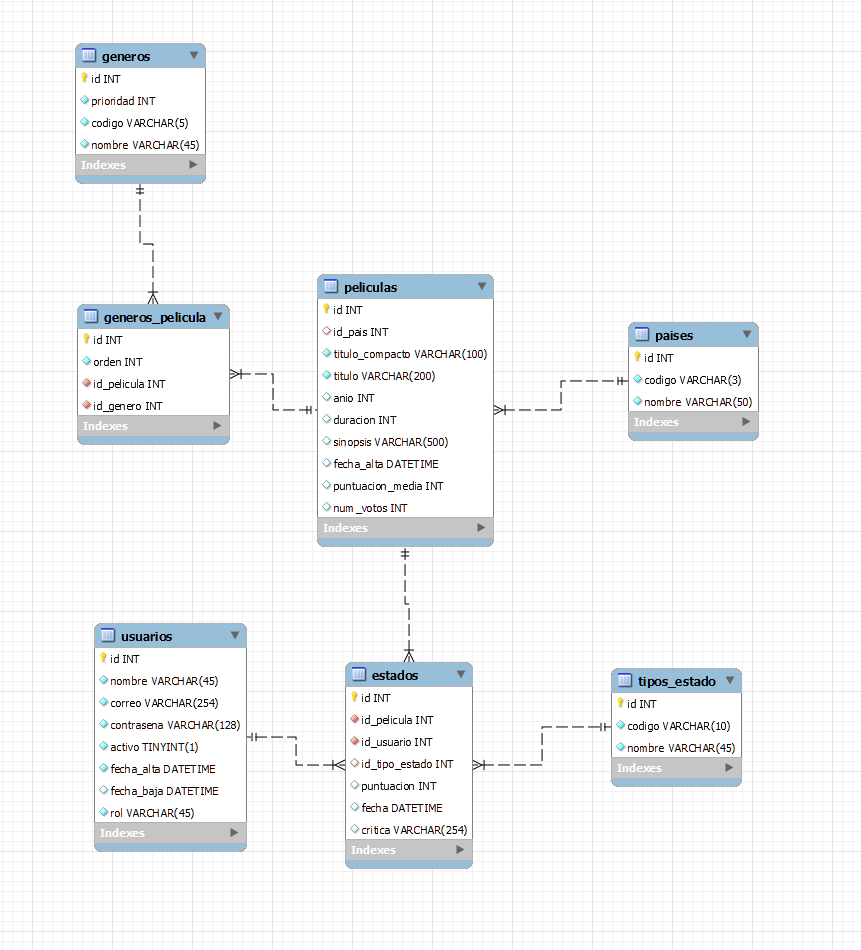 generos
id INT
prioridad INT
codigo VARCHAR(5)
nombre VARCHAR(45)
Indexes
generos_pelicula
id INT
orden INT
id_pelicula INT
id_genero INT
Indexes
peliculas
id INT
id_pais INT
titulo_compacto VARCHAR(100)
titulo VARCHAR(200)
anio INT
duracion INT
sinopsis VARCHAR(500)
fecha_alta DATETIME
puntuacion_media INT
num_votos INT
Indexes
paises
id INT
codigo VARCHAR(3)
nombre VARCHAR(50)
Indexes
usuarios
id INT
nombre VARCHAR(45)
correo VARCHAR(254)
contrasena VARCHAR(128)
activo TINYINT(1)
fecha_alta DATETIME
fecha_baja DATETIME
rol VARCHAR(45)
Indexes
estados
id INT
id_pelicula INT
id_usuario INT
id_tipo_estado INT
puntuacion INT
fecha DATETIME
critica VARCHAR(254)
Indexes
tipos_estado
id INT
codigo VARCHAR(10)
nombre VARCHAR(45)
Indexes